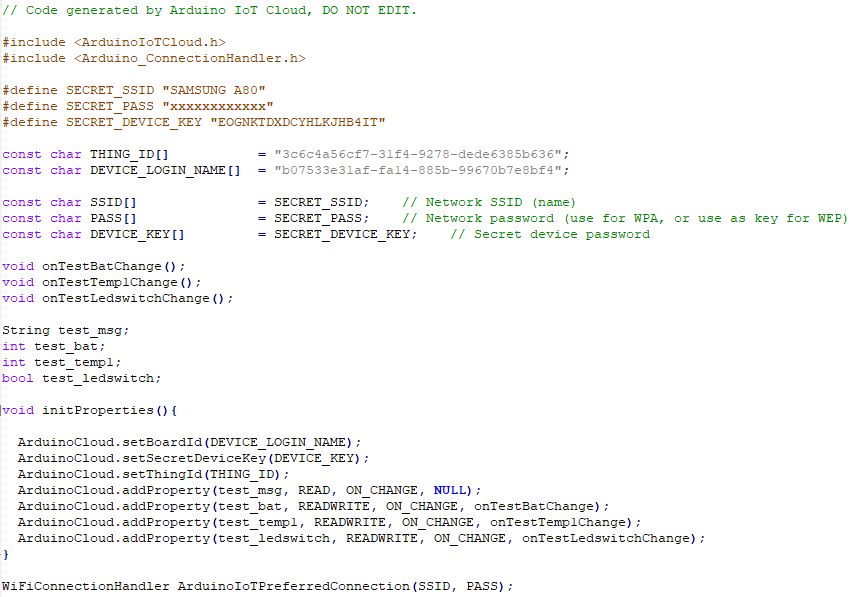 // Code generated by Arduino IoT Cloud, DO NOT EDIT.
#include <ArduinoIoTCloud.h>
#include <Arduino_ConnectionHandler.h>
#define SECRET_SSID "SAMSUNG A80"
#define SECRET_PASS "xxxxxxxxxxxx"
#define SECRET_DEVICE_KEY "EOGNKTDXDCYHLKJHB4IT"
const char THING_ID[]           = "3c6c4a56cf7-31f4-9278-dede6385b636";
const char DEVICE_LOGIN_NAME[]  = "b07533e31af-fa14-885b-99670b7e8bf4";
const char SSID[]               = SECRET_SSID;    // Network SSID (name)
const char PASS[]               = SECRET_PASS;    // Network password (use for WPA, or use as key for WEP)
const char DEVICE_KEY[]         = SECRET_DEVICE_KEY;    // Secret device password
void onTestBatChange();
void onTestTemp1Change();
void onTestLedswitchChange();
String test_msg;
int test_bat;
int test_temp1;
bool test_ledswitch;
void initProperties(){
  ArduinoCloud.setBoardId(DEVICE_LOGIN_NAME);
  ArduinoCloud.setSecretDeviceKey(DEVICE_KEY);
  ArduinoCloud.setThingId(THING_ID);
  ArduinoCloud.addProperty(test_msg, READ, ON_CHANGE, NULL);
  ArduinoCloud.addProperty(test_bat, READWRITE, ON_CHANGE, onTestBatChange);
  ArduinoCloud.addProperty(test_temp1, READWRITE, ON_CHANGE, onTestTemp1Change);
  ArduinoCloud.addProperty(test_ledswitch, READWRITE, ON_CHANGE, onTestLedswitchChange);
}
WiFiConnectionHandler ArduinoIoTPreferredConnection(SSID, PASS);